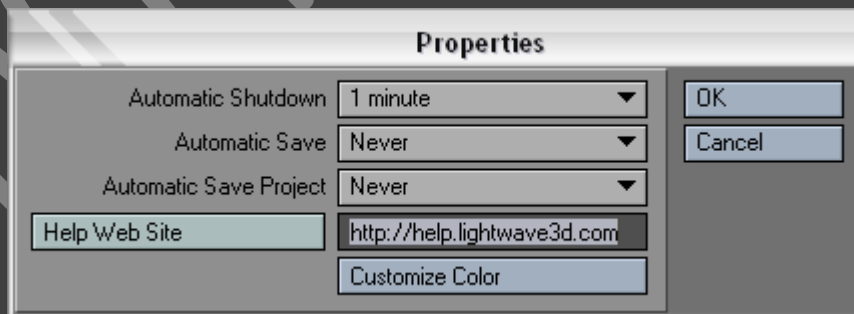 Properties
Automatic Shutdown 1 minute OK
Automatic Save Never Cancel
Automatic Save Project Never
Help Web Site http://help.lightwave3d.com
Customize Color